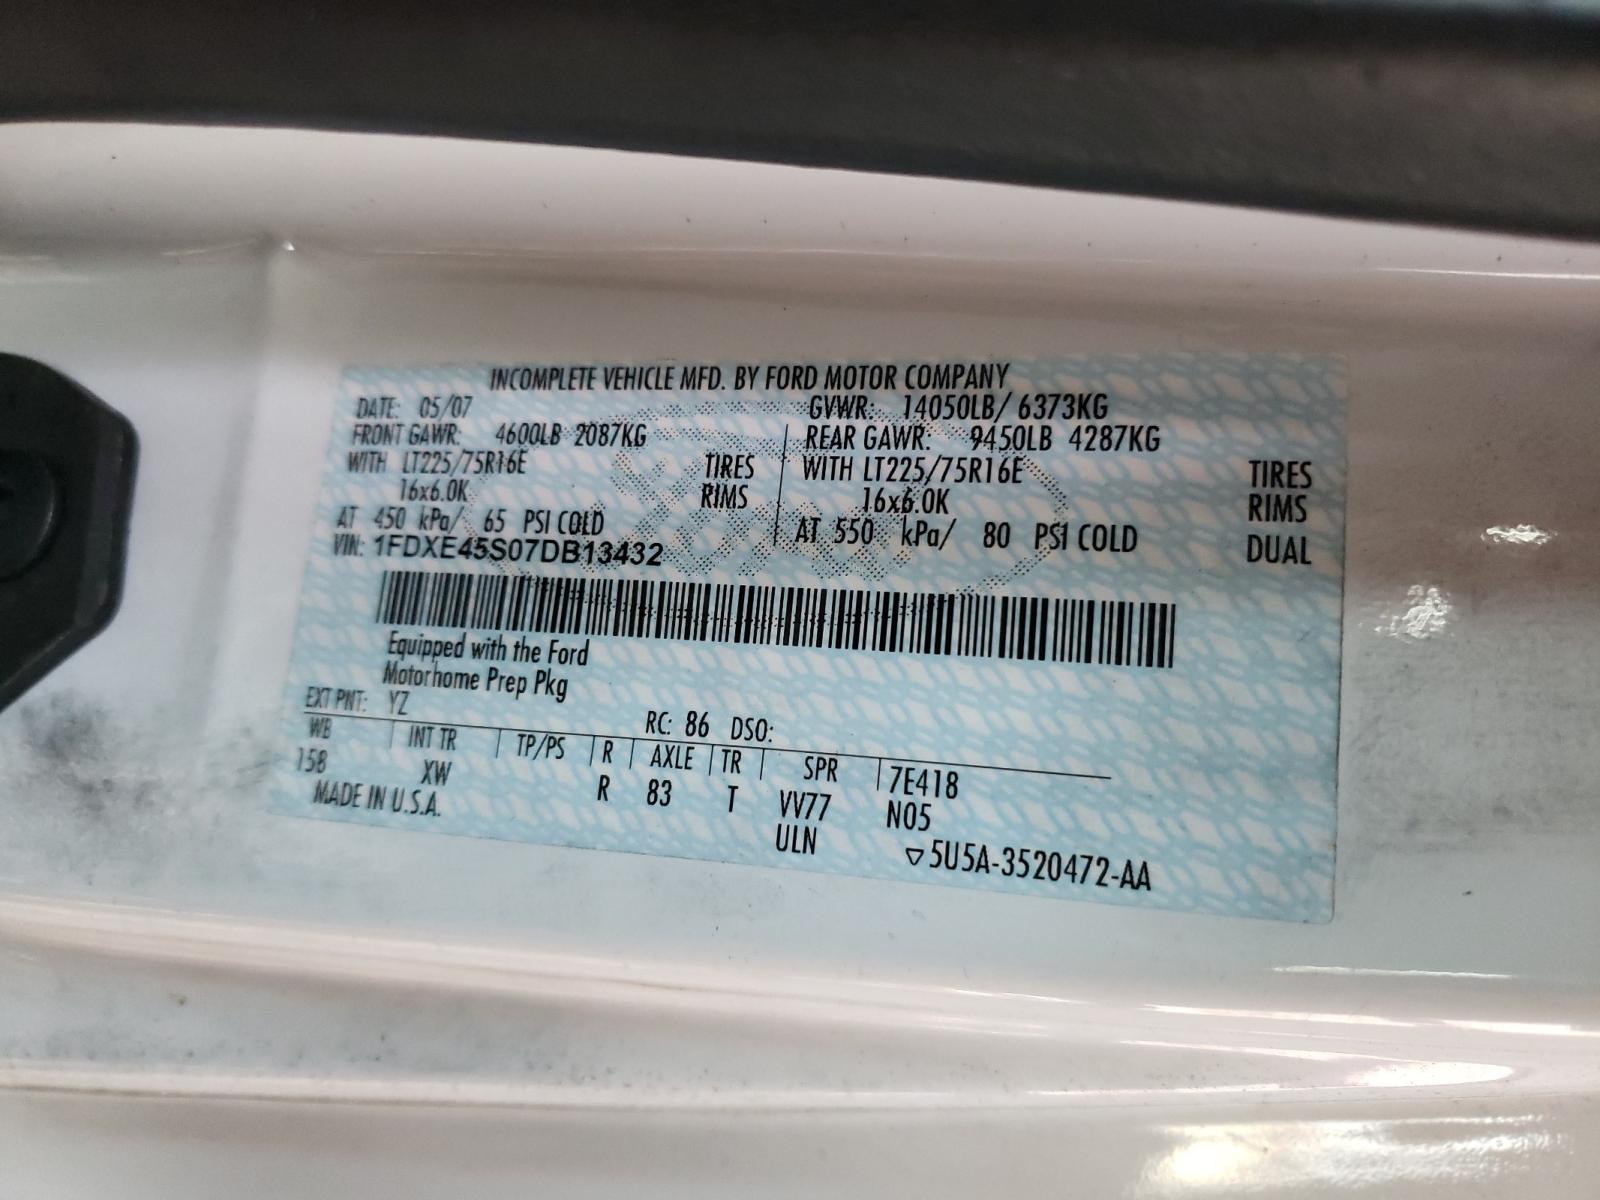 INCOMPLETE VEHICLE MFD. BY FORD MOTOR COMPANY
DATE: 05/07 GVWR: 14050LB/ 6373KG
FRONT GAWR: 4600LB 2087KG REAR GAWR: 9450LB 4287KG
WITH LT225/75R16E TIRES WITH LT225/75R16E TIRES
16x6.0K RIMS 16x6.0K RIMS
AT 450 kPa/ 65 PSI COLD AT 550 kPa/ 80 PSI COLD DUAL
VIN: 1FDXE45S07DB13432
Equipped with the Ford
Motorhome Prep Pkg
EXT PNT: YZ RC: 86 DSO:
WB INT TR TP/PS R AXLE TR SPR 7E418
158 XW R 83 T VV77 N05
MADE IN U.S.A. ULN ▽5U5A-3520472-AA